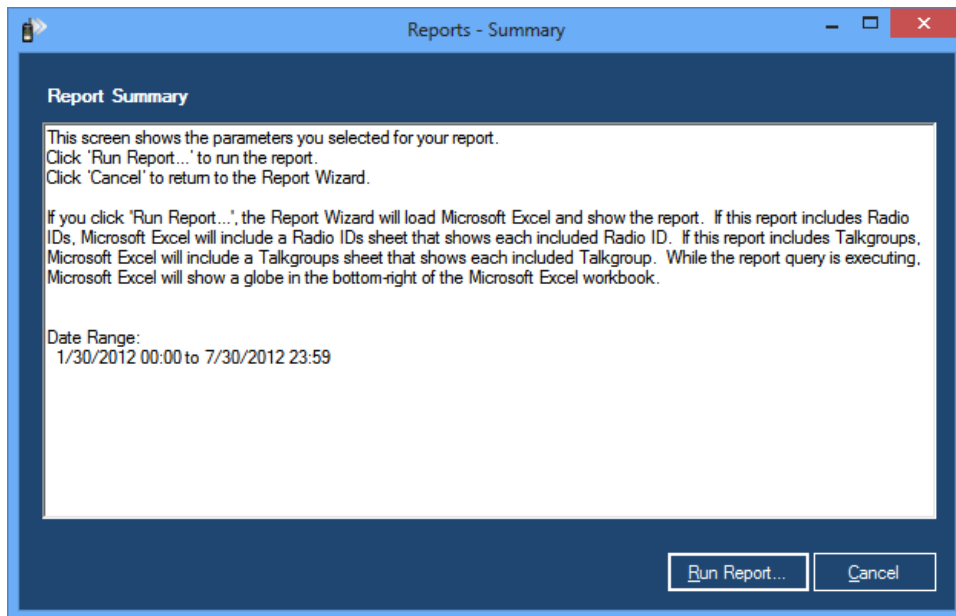 Reports - Summary
Report Summary
This screen shows the parameters you selected for your report.
Click 'Run Report...' to run the report.
Click 'Cancel' to return to the Report Wizard.
If you click 'Run Report...', the Report Wizard will load Microsoft Excel and show the report. If this report includes Radio
IDs, Microsoft Excel will include a Radio IDs sheet that shows each included Radio ID. If this report includes Talkgroups,
Microsoft Excel will include a Talkgroups sheet that shows each included Talkgroup. While the report query is executing,
Microsoft Excel will show a globe in the bottom-right of the Microsoft Excel workbook.
Date Range:
1/30/2012 00:00 to 7/30/2012 23:59
Run Report... Cancel